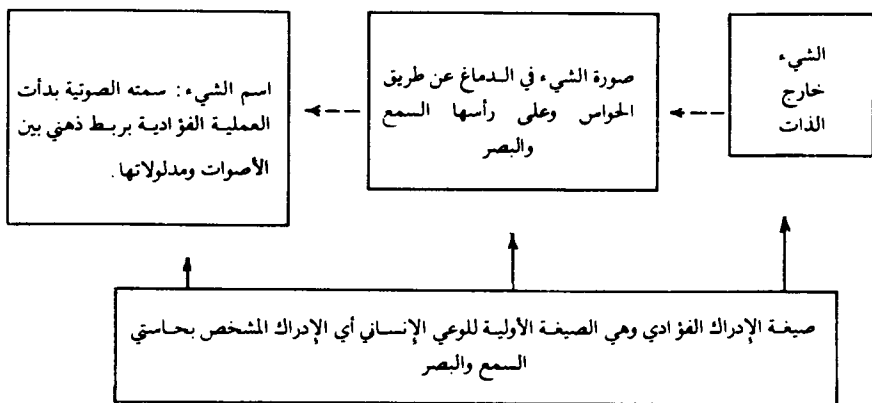 الشيء
خارج
الذات
صورة الشيء في الدماغ عن طريق
الحواس وعلى رأسها السمع
والبصر
اسم الشيء : سمته الصوتية بدأت
العملية الفؤادية بربط ذهني بين
الأصوات ومدلولاتها .
صيغة الإدراك الفؤادي وهي الصيغة الأولية للوعي الإنساني أي الإدراك المشخص بحاستي
السمع والبصر